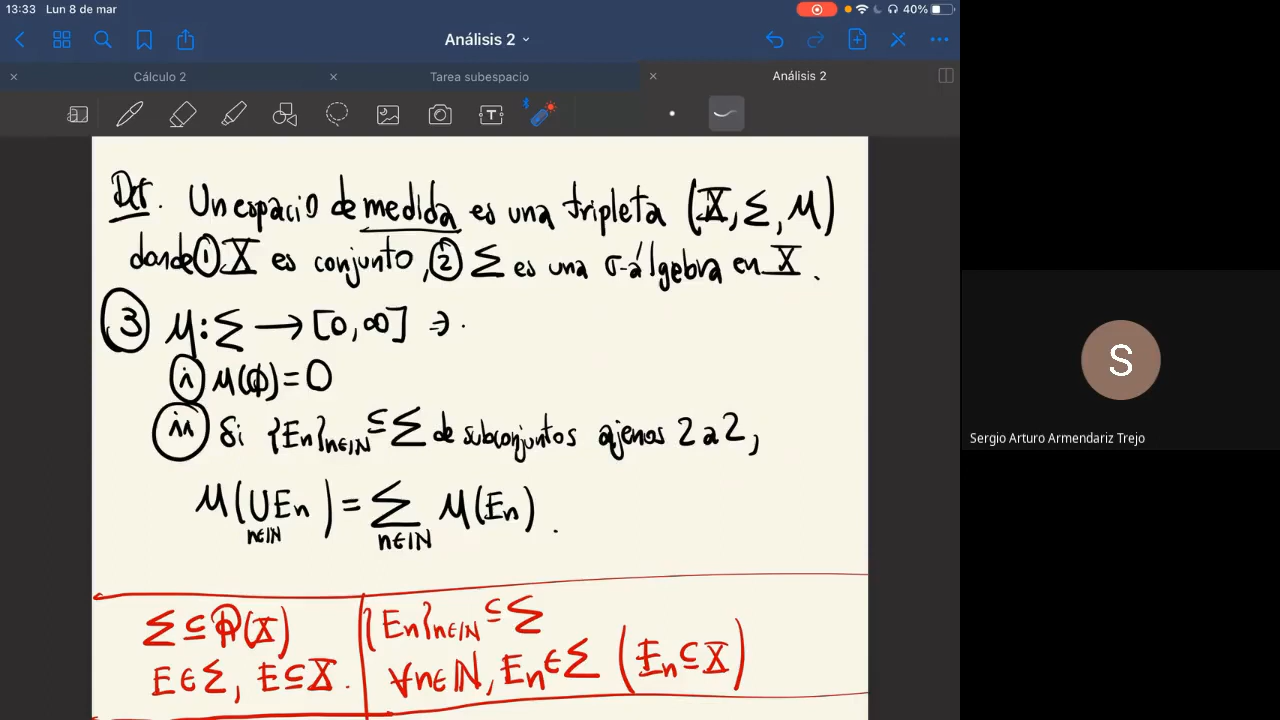 13:33 Lun 8 de mar
40%
Análisis 2
Cálculo 2
Tarea subespacio
Análisis 2
Def. Un espacio de medida es una tripleta (X, Σ, μ)
donde ① X es conjunto, ② Σ es una σ-álgebra en X.
③ μ: Σ → [0, ∞] ∋.
i μ(∅) = 0
ii Si {En}n∈ℕ ⊆ Σ de subconjuntos ajenos 2 a 2,
μ(∪ En) = Σ μ(En).
n∈ℕ n∈ℕ
Σ ⊆ P(X)
E ∈ Σ, E ⊆ X.
{En}n∈ℕ ⊆ Σ
∀n∈ℕ, En ∈ Σ (En ⊆ X)
S
Sergio Arturo Armendariz Trejo